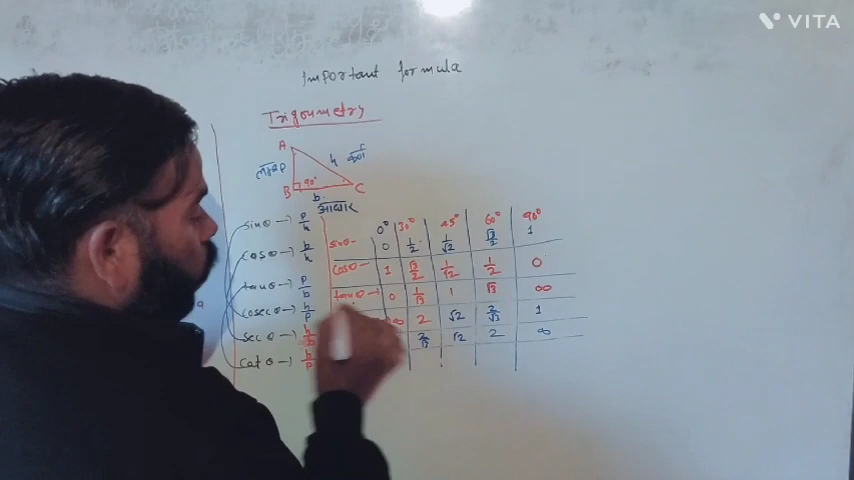 VITA
Important formula
Trigonmetry
A
लम्ब P
h
कर्ण
B 90° C
b
आधार
0° 30° 45° 60° 90°
sinθ → P/h
sinθ - 0 1/2 1/√2 √3/2 1
cosθ → b/h
cosθ - 1 √3/2 1/√2 1/2 0
tanθ → P/b
tanθ → 0 1/√3 1 √3 ∞
cosecθ → h/P
∞ 2 √2 2/√3 1
secθ → h/b
2/√3 √2 2 ∞
catθ → b/P